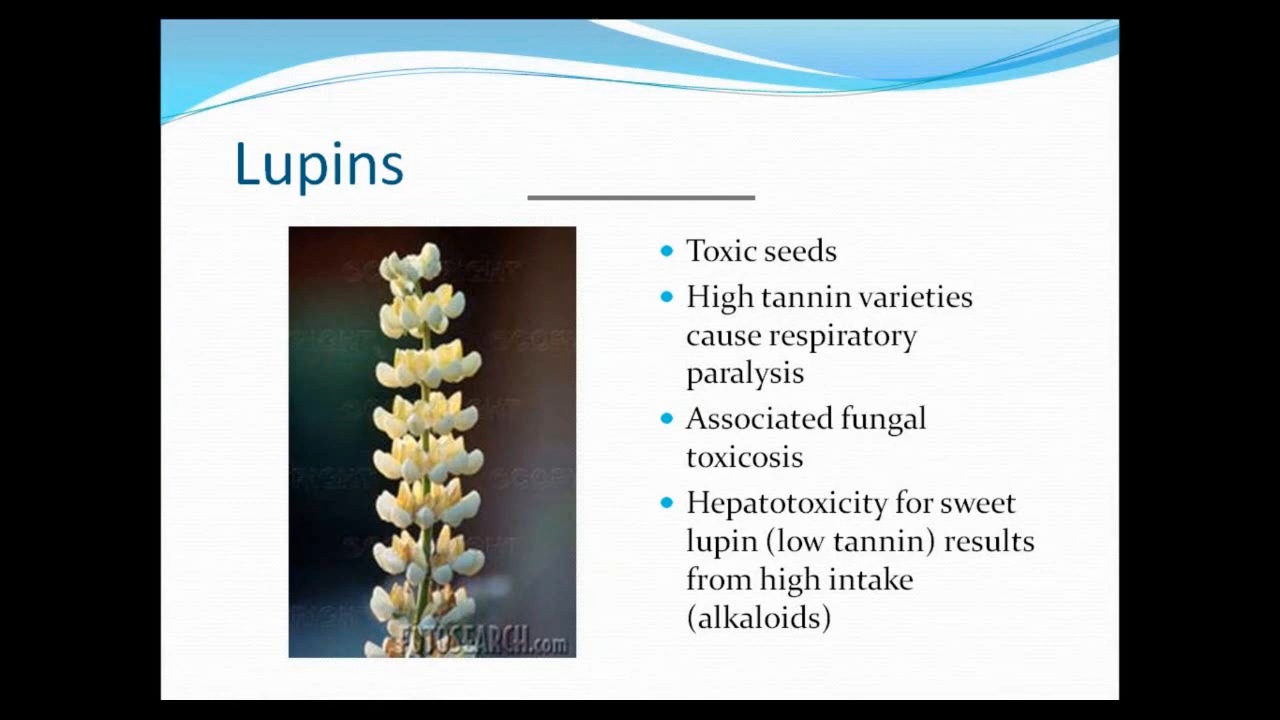 Lupins
Toxic seeds
High tannin varieties
cause respiratory
paralysis
Associated fungal
toxicosis
Hepatotoxicity for sweet
lupin (low tannin) results
from high intake
(alkaloids)
FOTOSEARCH.com